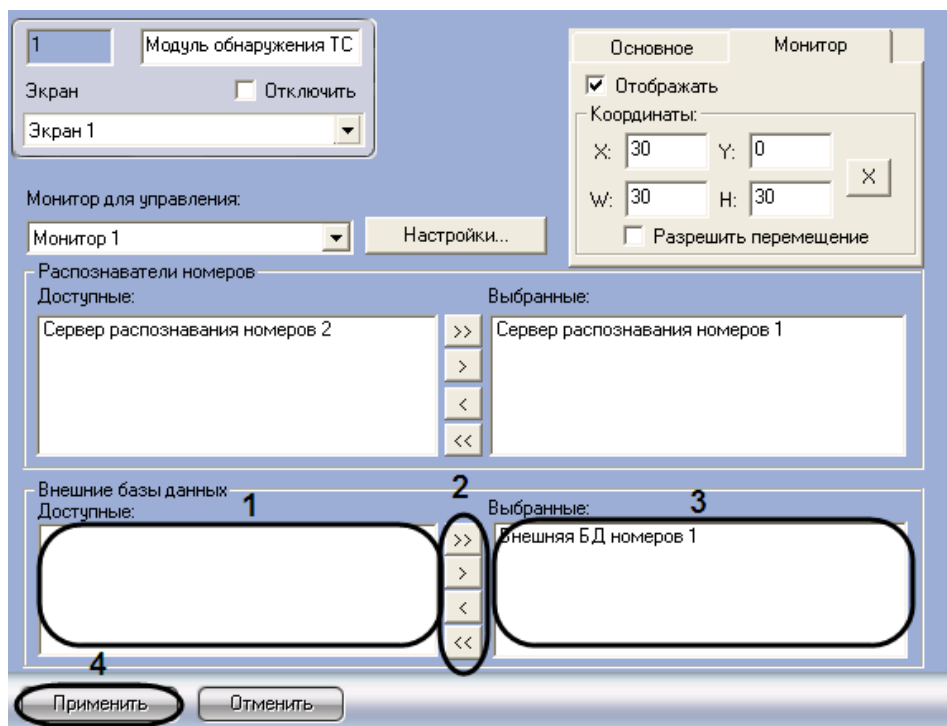 1
Модуль обнаружения ТС
Экран
Отключить
Экран 1
Основное
Монитор
Отображать
Координаты:
X: 30 Y: 0
X
W: 30 H: 30
Разрешить перемещение
Монитор для управления:
Монитор 1
Настройки...
Распознаватели номеров
Доступные:
Выбранные:
Сервер распознавания номеров 2
>>
Сервер распознавания номеров 1
>
<
<<
Внешние базы данных
1
2
3
Доступные:
Выбранные:
>>
Внешняя БД номеров 1
>
<
<<
4
Применить
Отменить